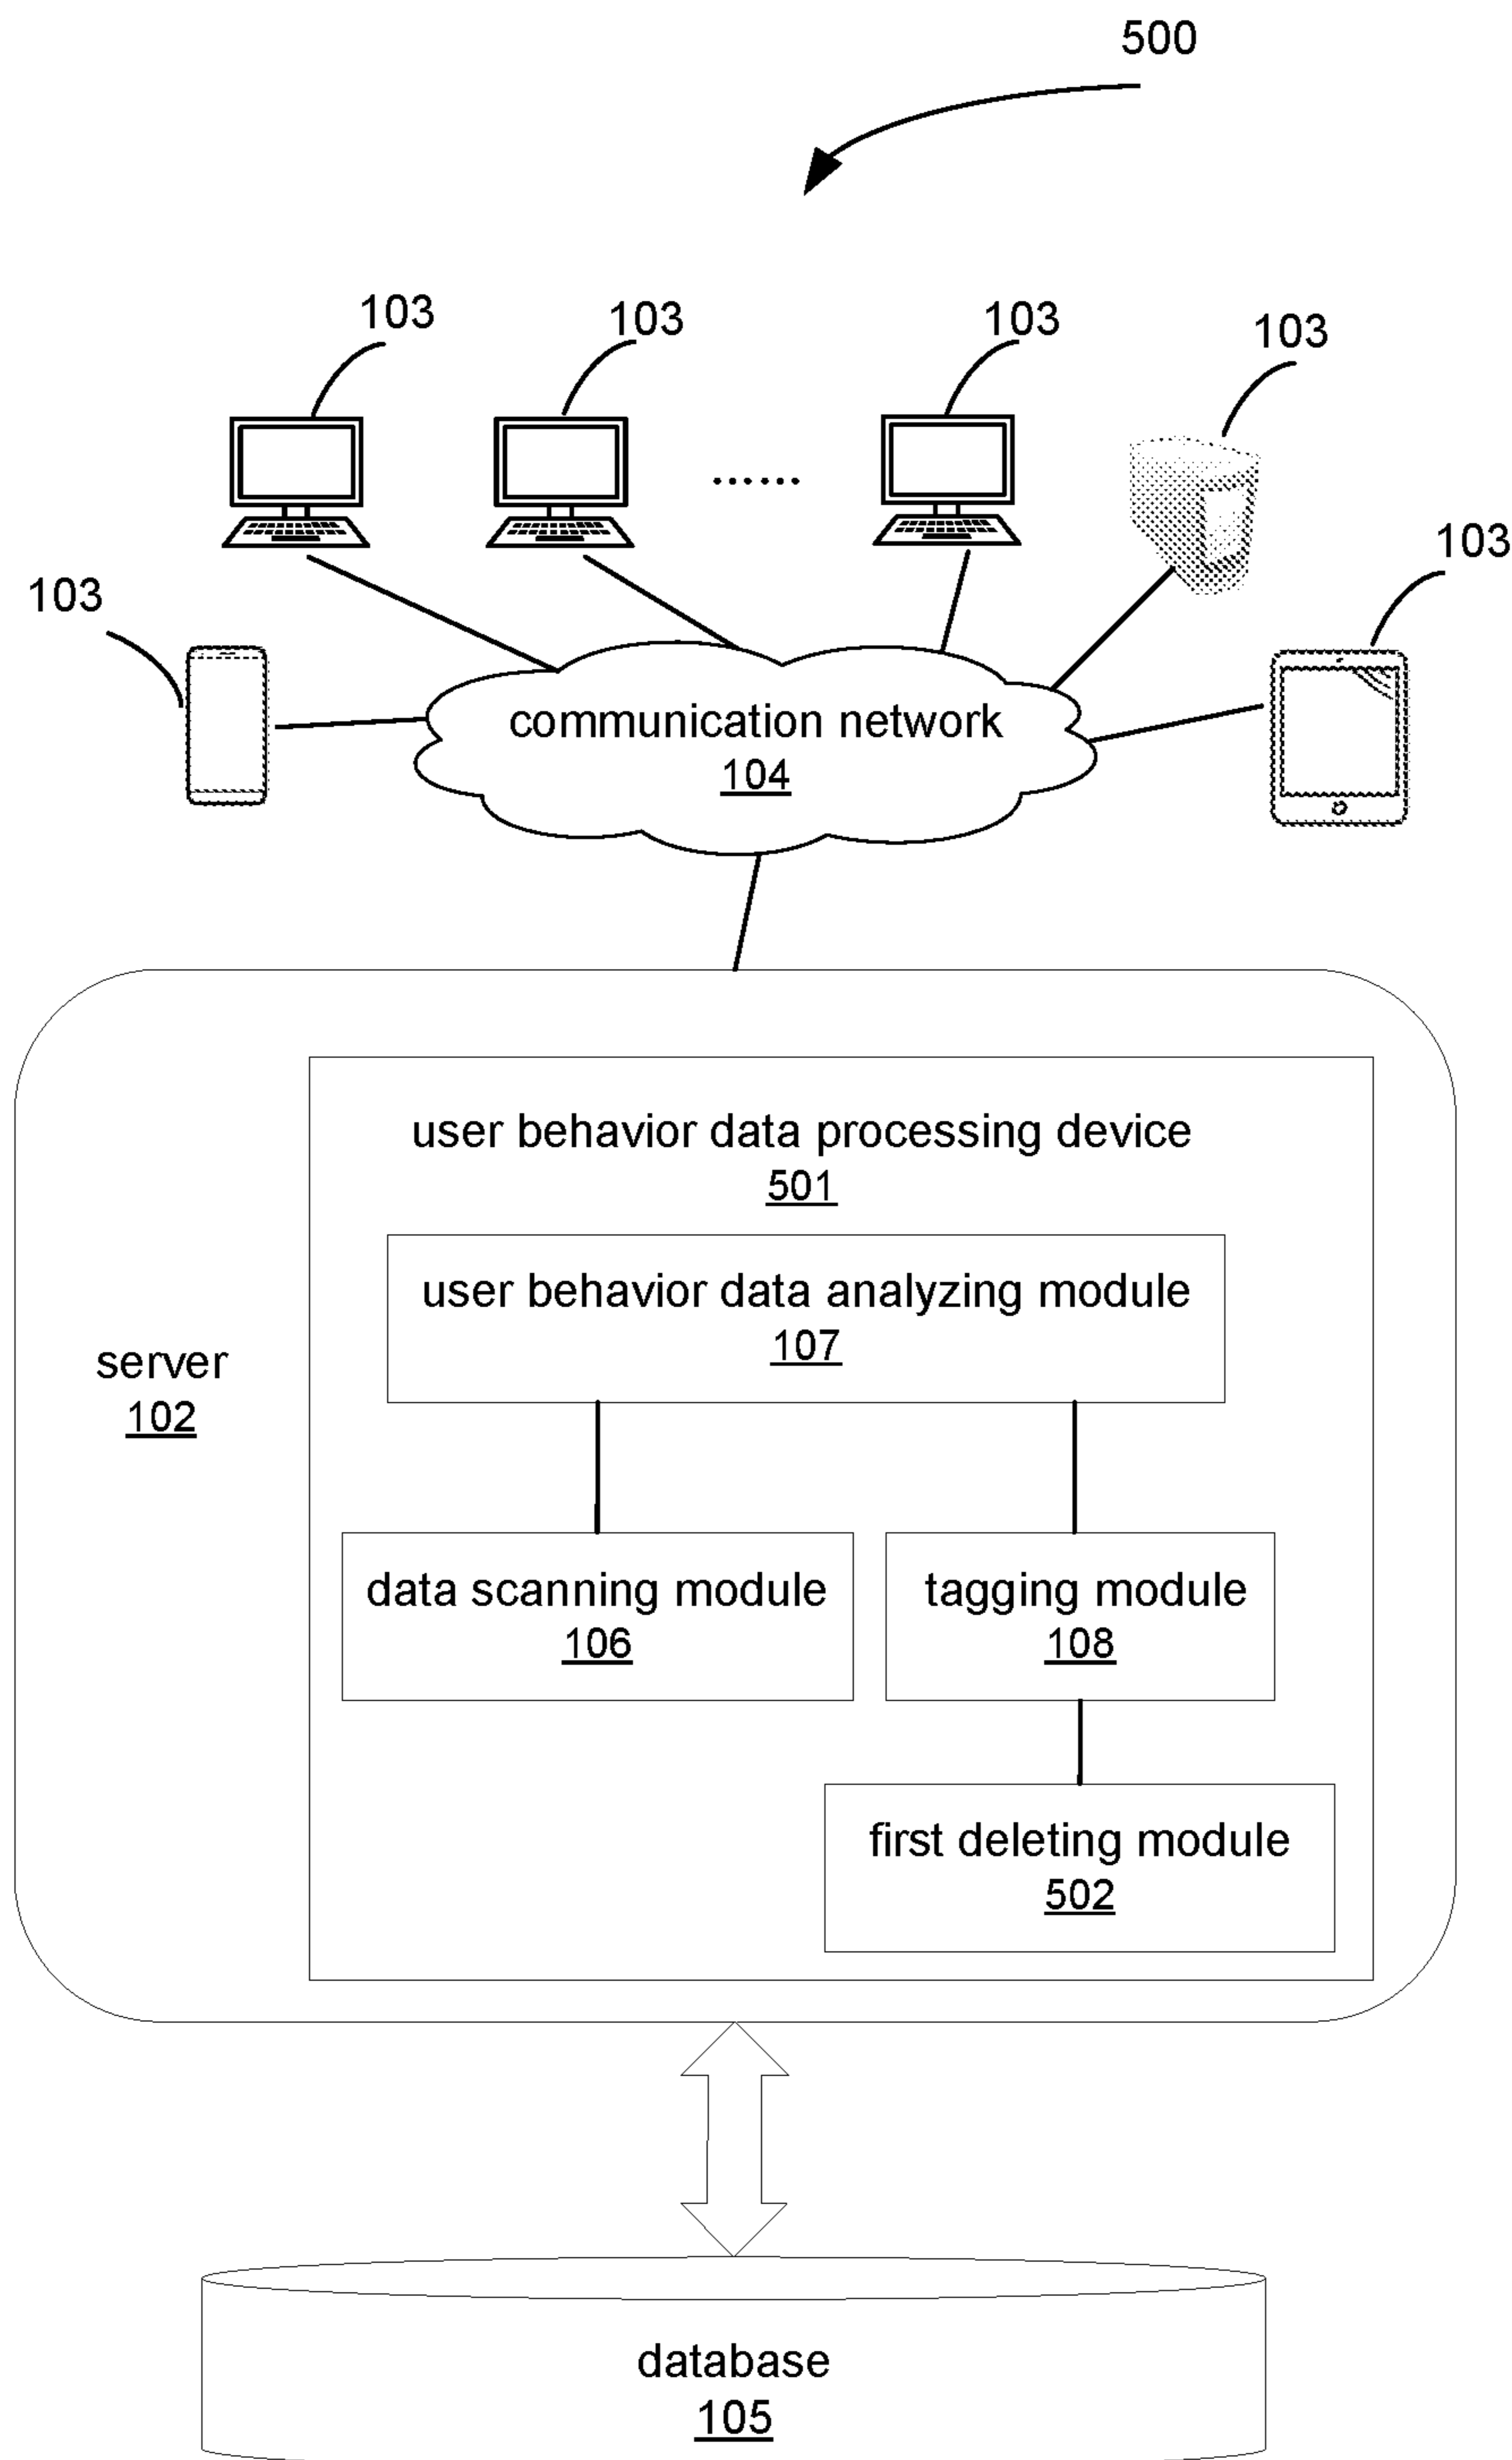 500
103
103
103
103
103
103
communication network
104
user behavior data processing device
501
user behavior data analyzing module
107
server
102
data scanning module
106
tagging module
108
first deleting module
502
database
105